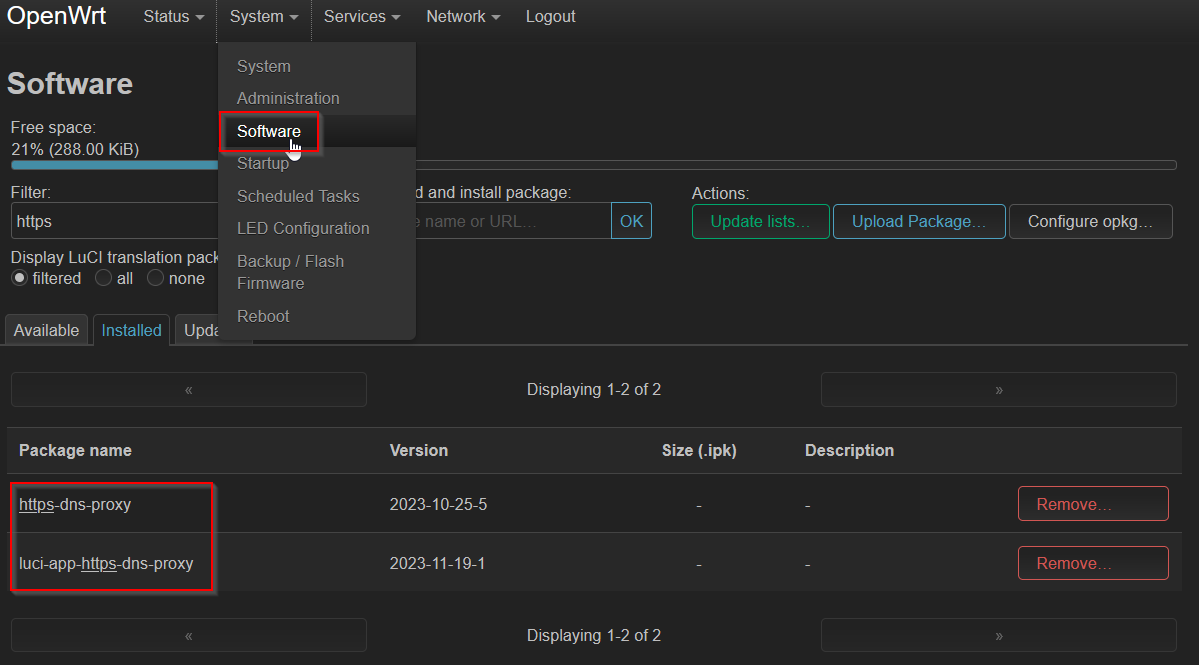 OpenWrt Status System Services Network Logout
System
Software
Administration
Free space:
Software
21% (288.00 KiB)
Startup
Filter:
d and install package:
Actions:
Scheduled Tasks
https
name or URL…
OK
Update lists…
Upload Package…
Configure opkg…
LED Configuration
Display LuCI translation pack
Backup / Flash
Firmware
filtered all none
Reboot
Available Installed Upda
« Displaying 1-2 of 2 »
Package name Version Size (.ipk) Description
https-dns-proxy 2023-10-25-5 - - Remove…
luci-app-https-dns-proxy 2023-11-19-1 - - Remove…
« Displaying 1-2 of 2 »